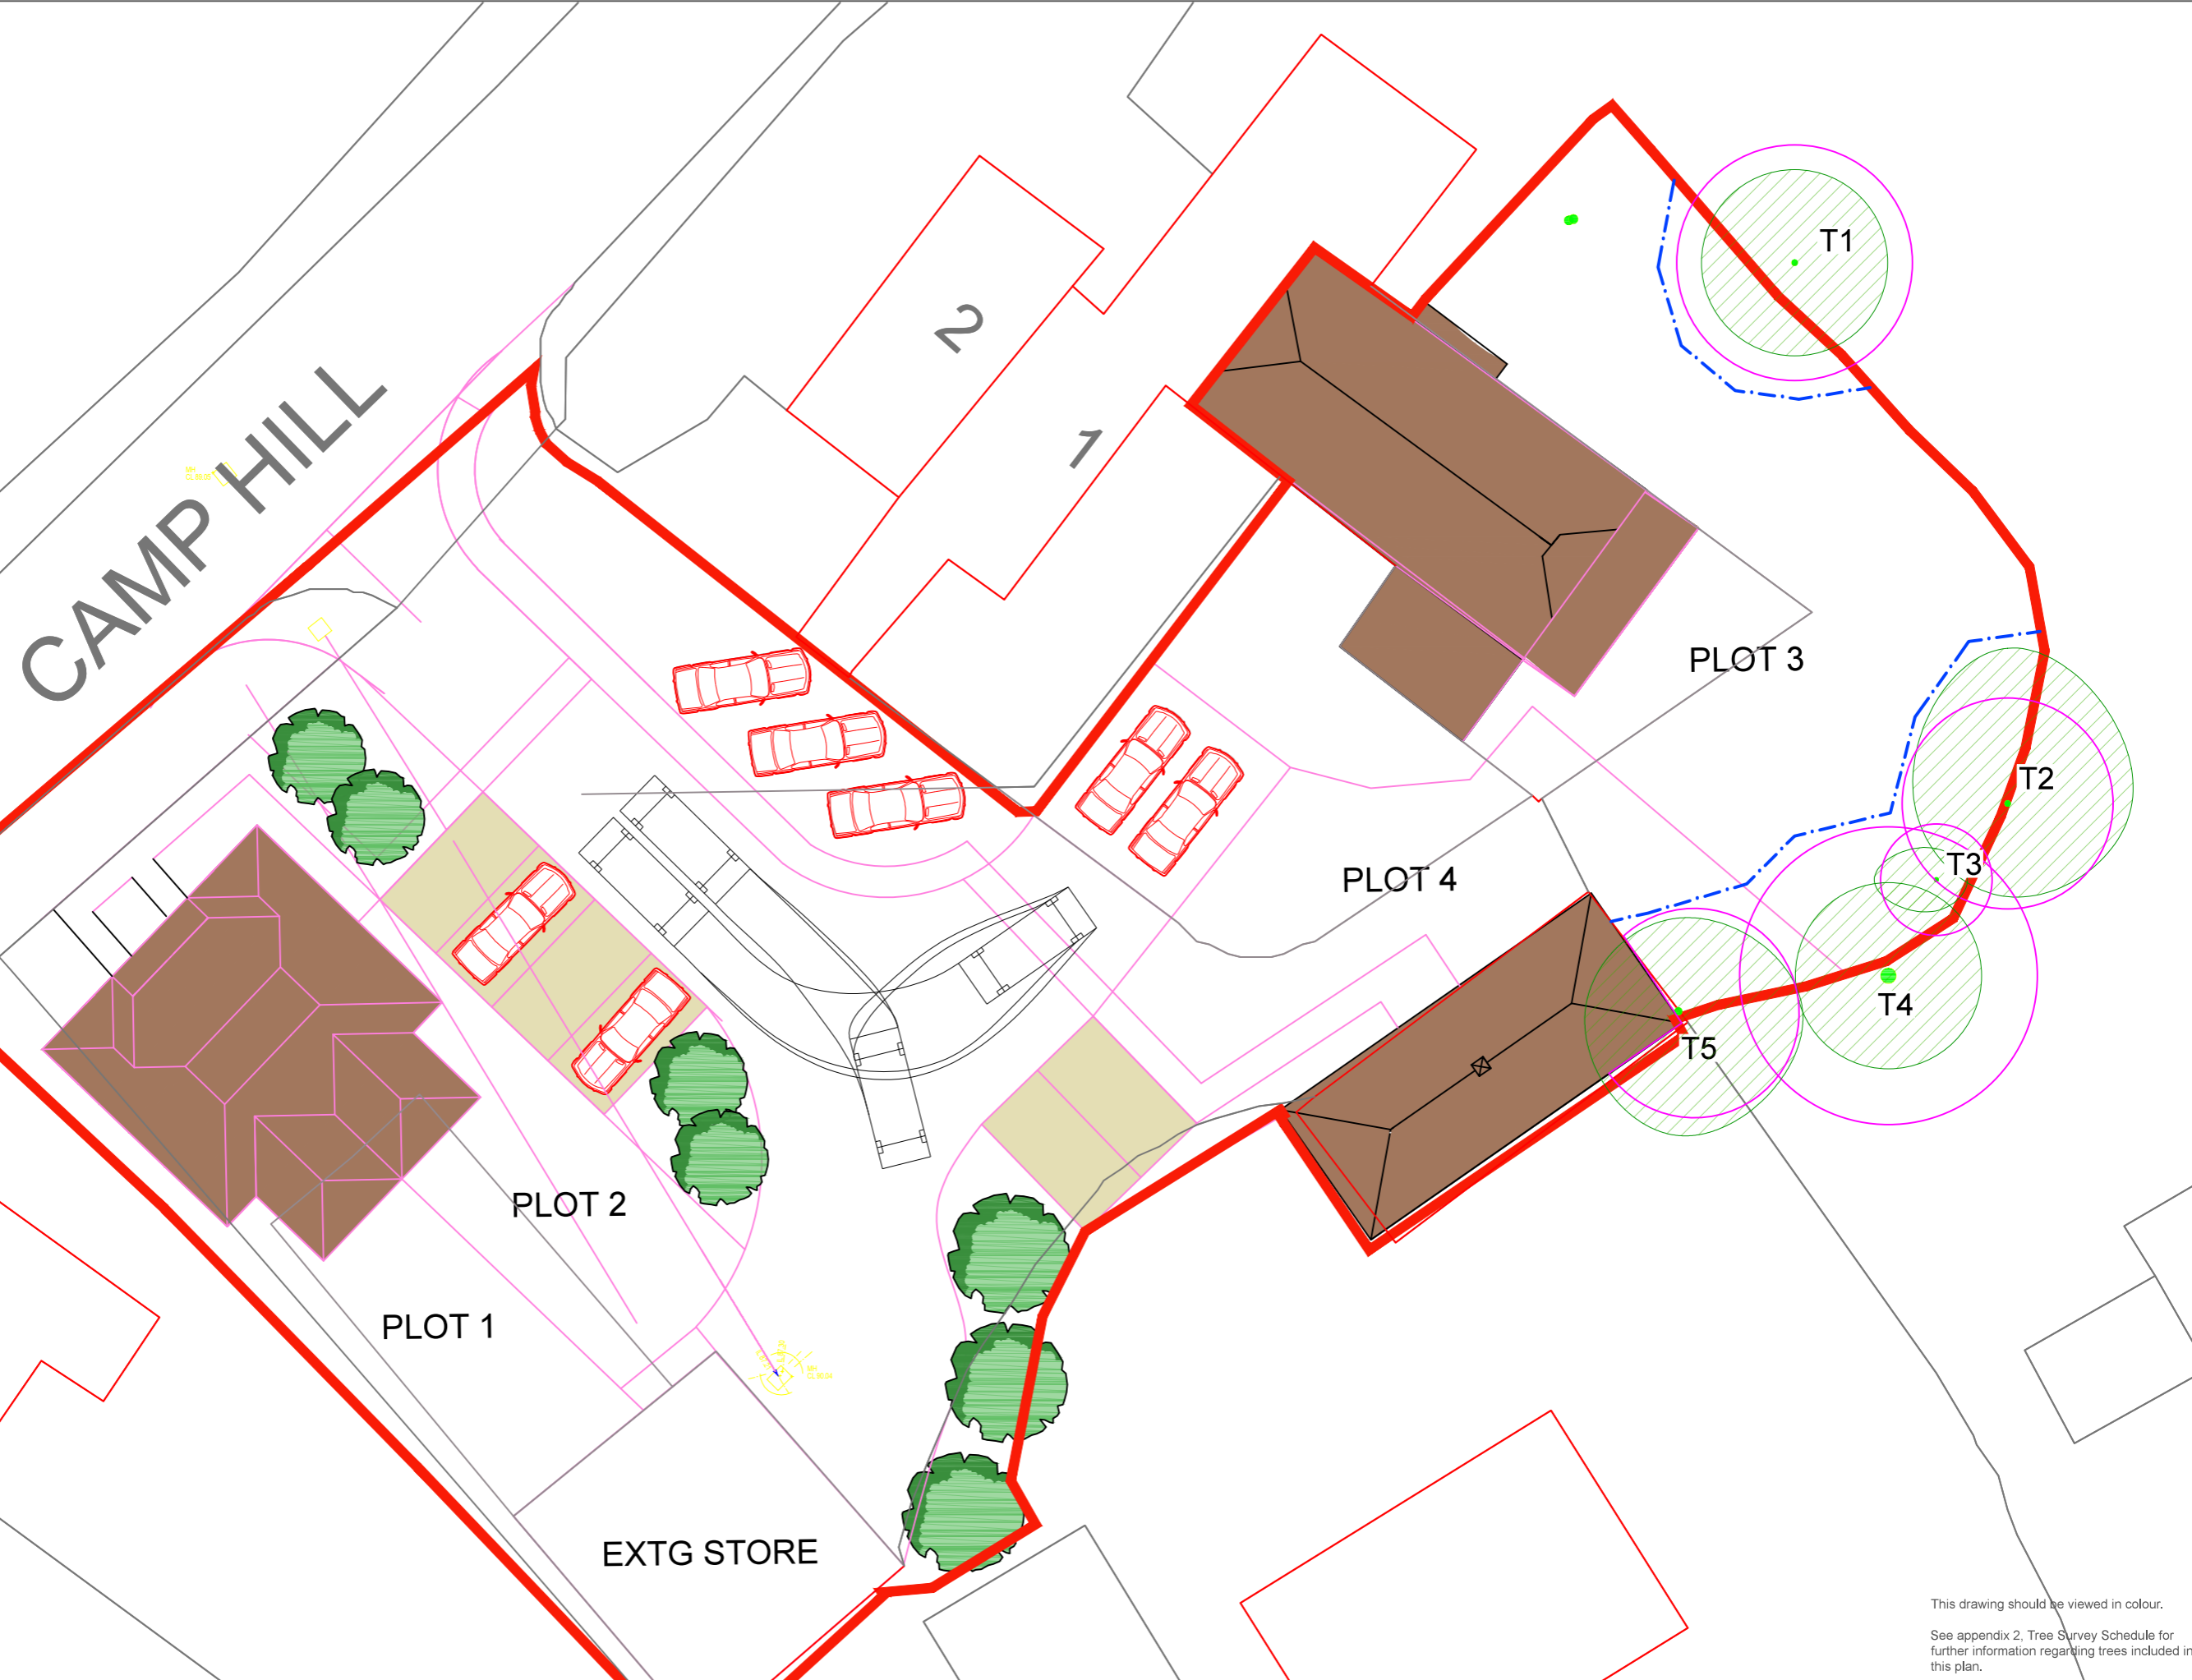 CAMP HILL
2
1
T1
PLOT 3
T2
T3
PLOT 4
T4
T5
PLOT 2
PLOT 1
EXTG STORE
This drawing should be viewed in colour.
See appendix 2, Tree Survey Schedule for
further information regarding trees included in
this plan.